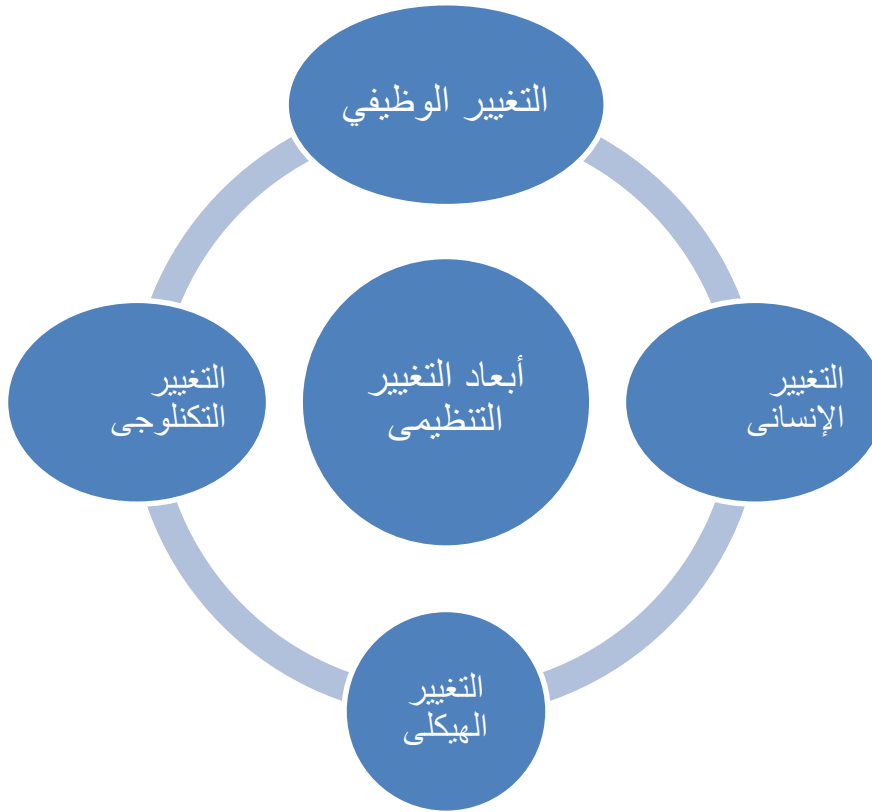 التغيير الوظيفي
أبعاد التغيير
التنظيمى
التغيير
الإنسانى
التغيير
التكنلوجى
التغيير
الهيكلى